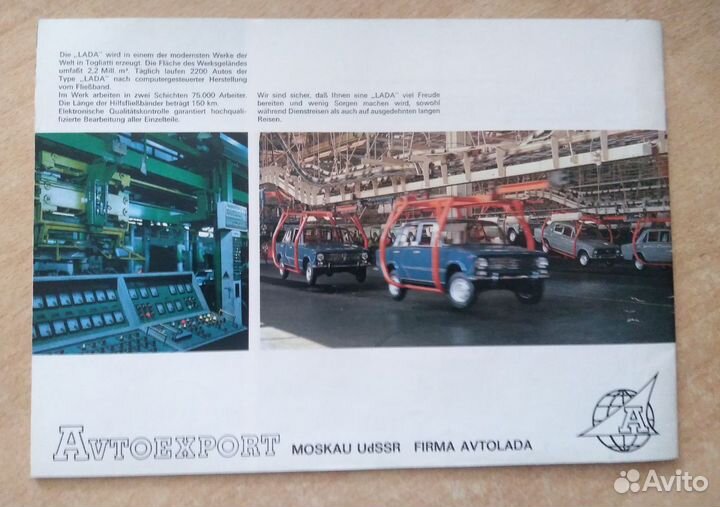 Die „LADA" wird in einem der modernsten Werke der
Welt in Togliatti erzeugt. Die Fläche des Werksgeländes
umfaßt 2,2 Mill. m². Täglich laufen 2200 Autos der
Type „LADA" nach computergesteuerter Herstellung
vom Fließband.
Im Werk arbeiten in zwei Schichten 75.000 Arbeiter.
Die Länge der Hilfsfließbänder beträgt 150 km.
Elektronische Qualitätskontrolle garantiert hochquali-
fizierte Bearbeitung aller Einzelteile.
Wir sind sicher, daß Ihnen eine „LADA" viel Freude
bereiten und wenig Sorgen machen wird, sowohl
während Dienstreisen als auch auf ausgedehnten langen
Reisen.
AVTOEXPORT MOSKAU UdSSR FIRMA AVTOLADA
A
Avito